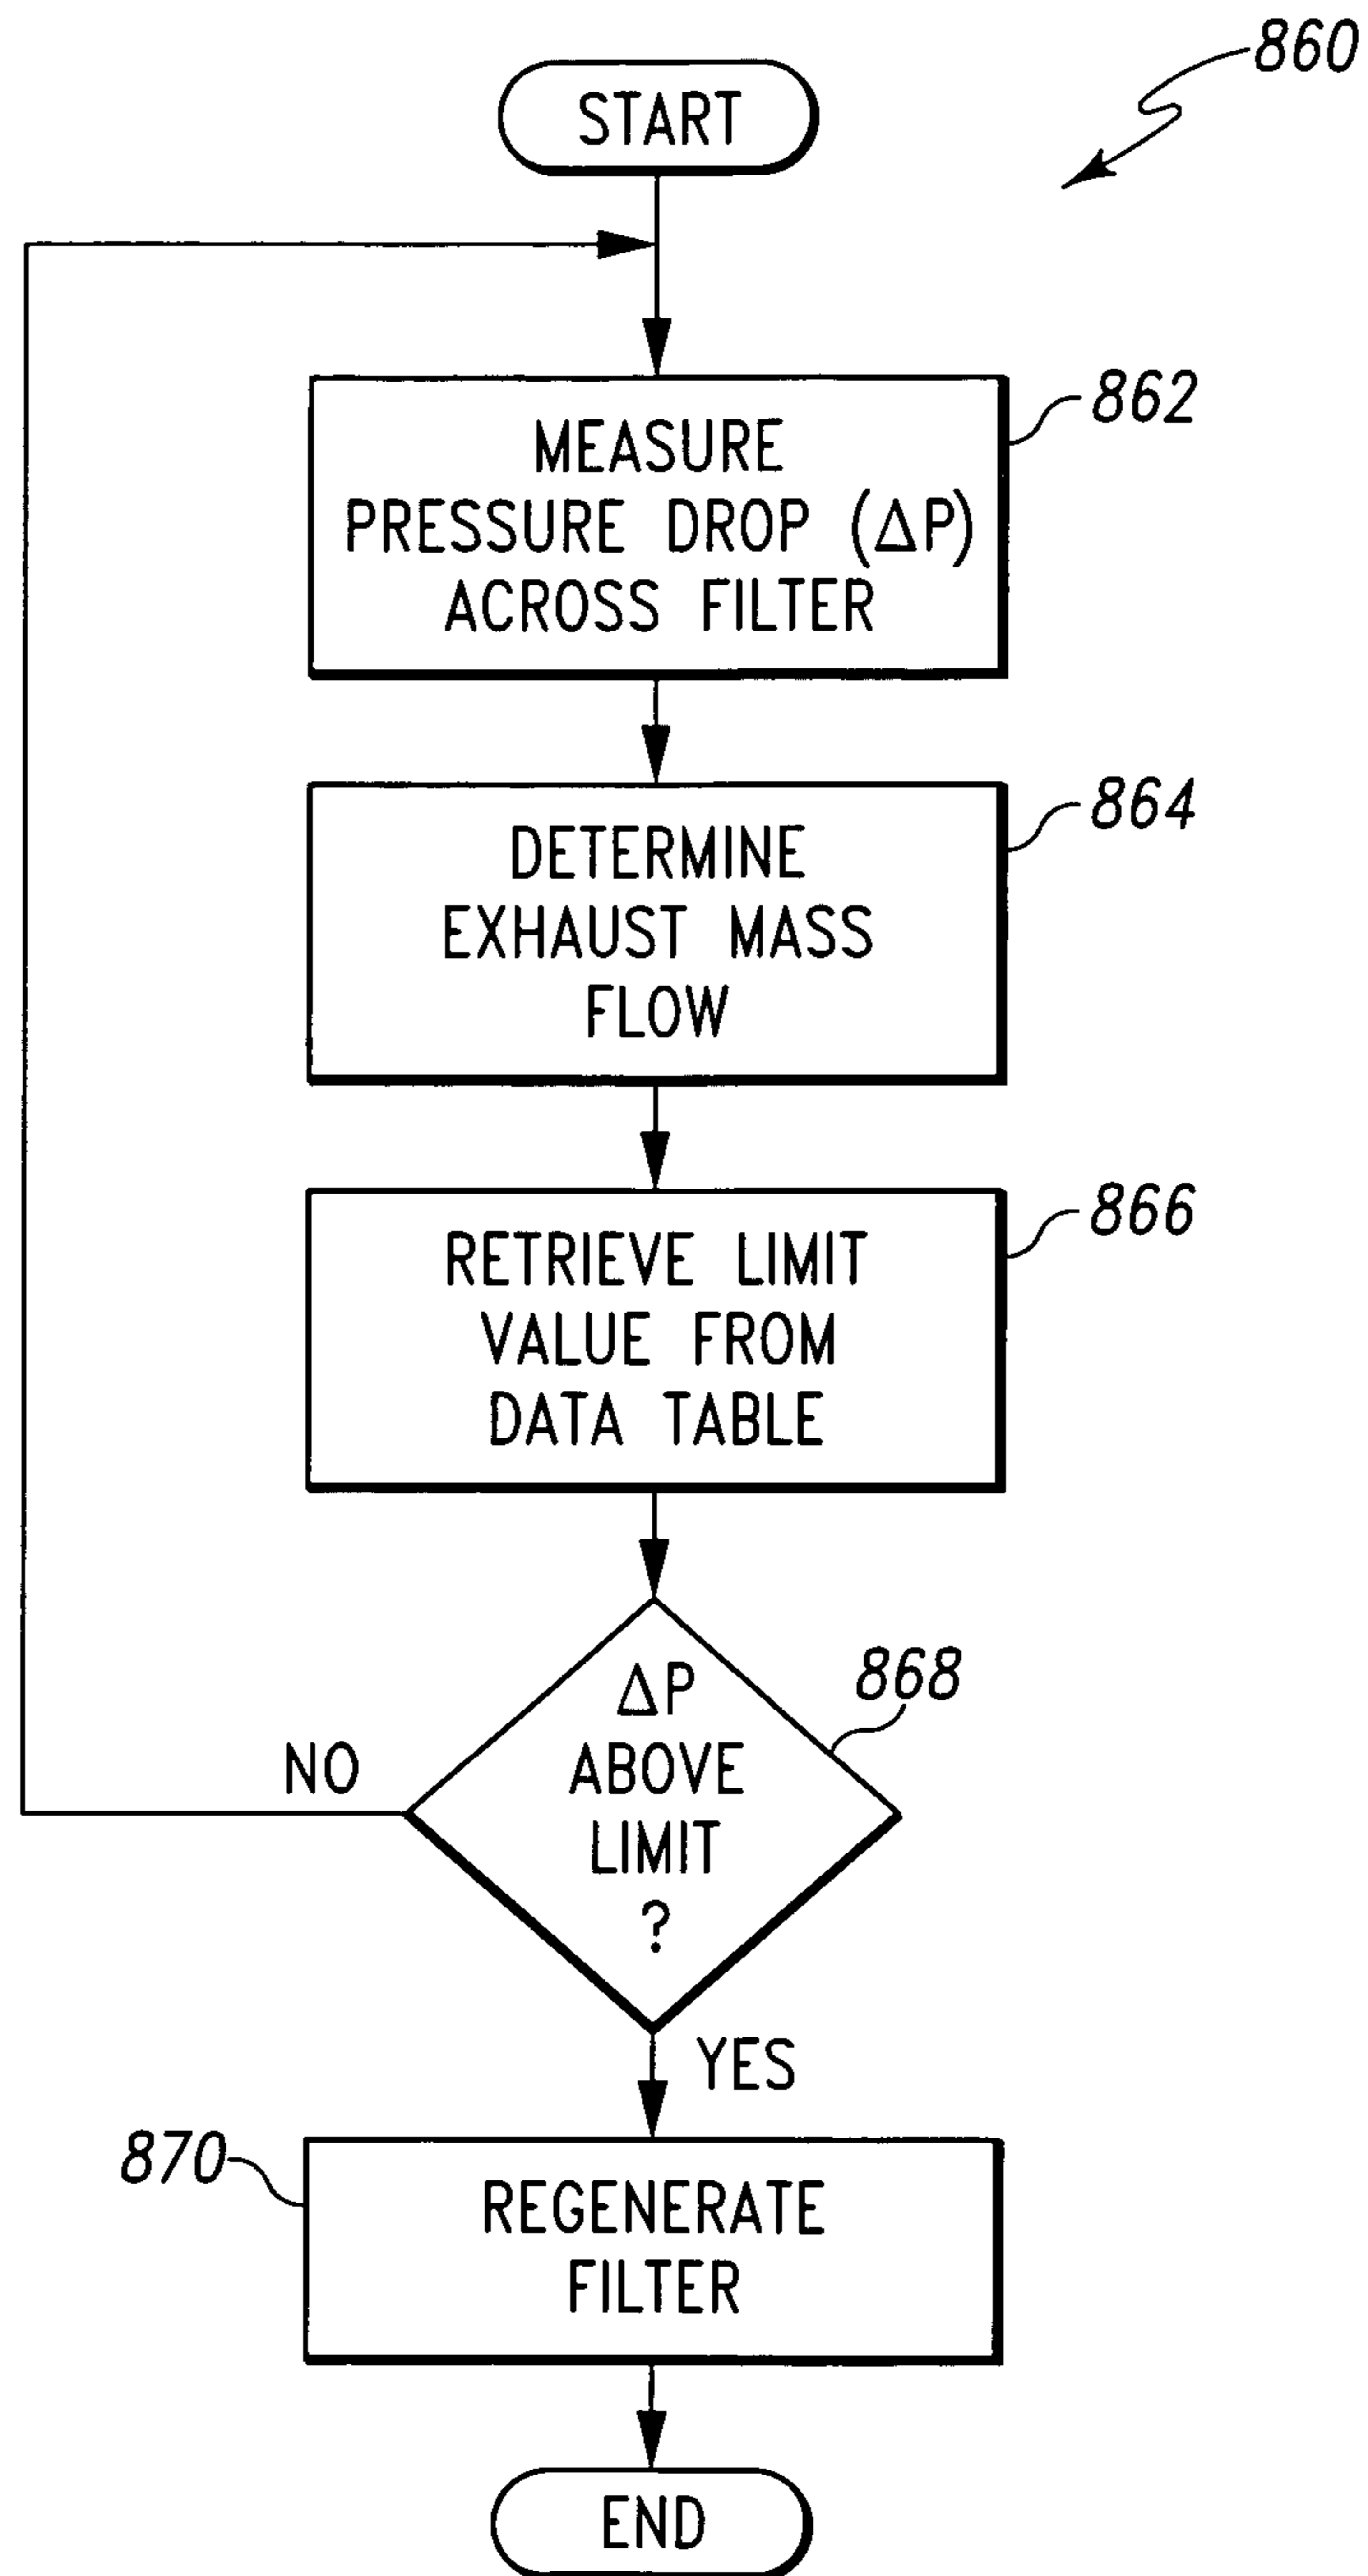 860
START
MEASURE
PRESSURE DROP (ΔP)
ACROSS FILTER
862
DETERMINE
EXHAUST MASS
FLOW
864
RETRIEVE LIMIT
VALUE FROM
DATA TABLE
866
ΔP
ABOVE
LIMIT
?
868
NO
YES
870
REGENERATE
FILTER
END